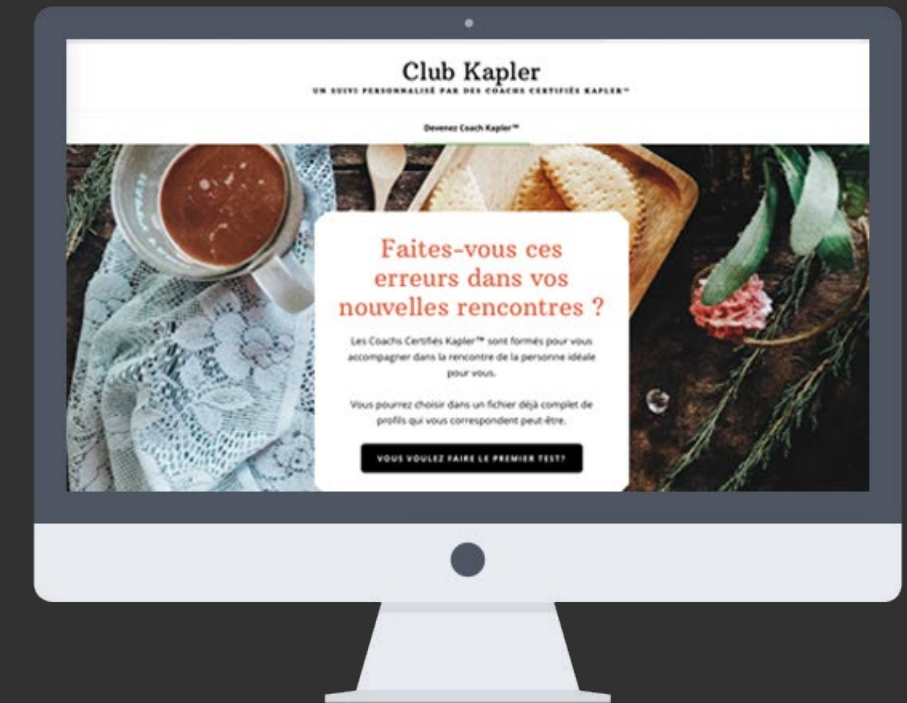 Club Kapler
UN SUIVI PERSONNALISÉ PAR DES COACHS CERTIFIÉS KAPLER™
Devenez Coach Kapler™
Faites-vous ces
erreurs dans vos
nouvelles rencontres ?
Les Coachs Certifiés Kapler™ sont formés pour vous
accompagner dans la rencontre de la personne idéale
pour vous.
Vous pourrez choisir dans un fichier déjà complet de
profils qui vous correspondent peut-être.
VOUS VOULEZ FAIRE LE PREMIER TEST?